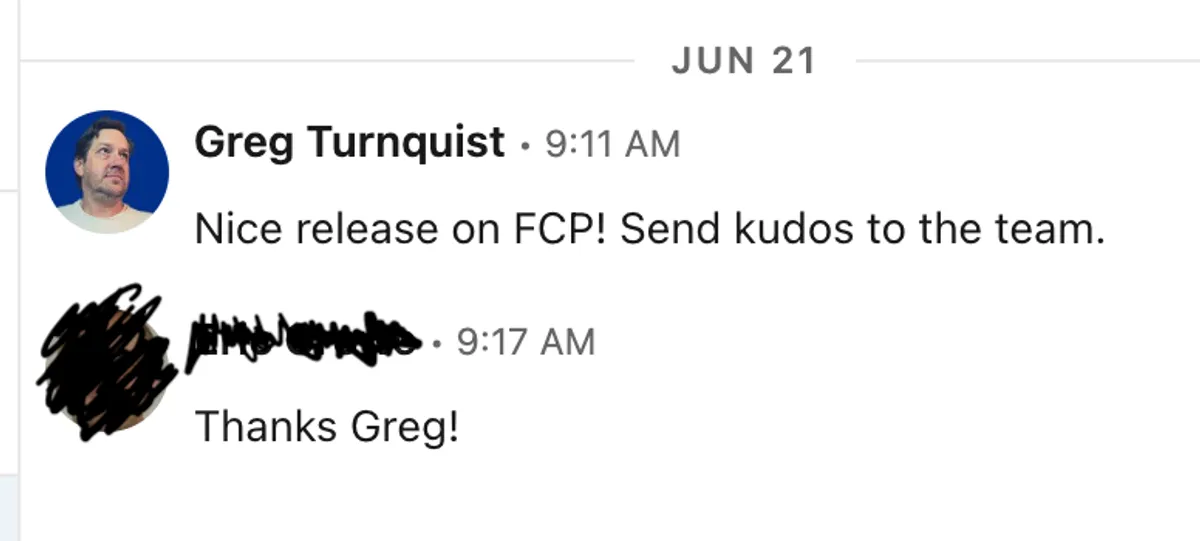 JUN 21
Greg Turnquist • 9:11 AM
Nice release on FCP! Send kudos to the team.
• 9:17 AM
Thanks Greg!